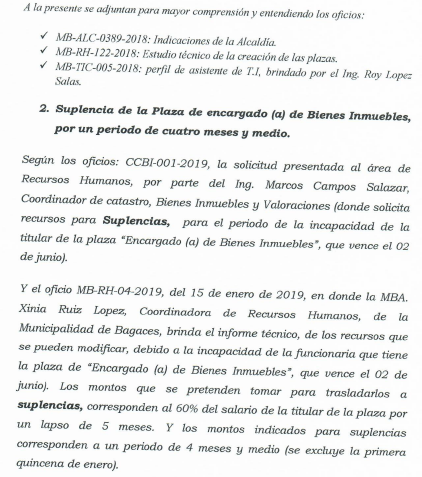 A la presente se adjuntan para mayor comprensión y entendiendo los oficios:
✓ MB-ALC-0389-2018: Indicaciones de la Alcaldía.
✓ MB-RH-122-2018: Estudio técnico de la creación de las plazas.
✓ MB-TIC-005-2018: perfil de asistente de T.I, brindado por el Ing. Roy Lopez
Salas.
2. Suplencia de la Plaza de encargado (a) de Bienes Inmuebles,
por un periodo de cuatro meses y medio.
Según los oficios: CCBI-001-2019, la solicitud presentada al área de
Recursos Humanos, por parte del Ing. Marcos Campos Salazar,
Coordinador de catastro, Bienes Inmuebles y Valoraciones (donde solicita
recursos para Suplencias, para el periodo de la incapacidad de la
titular de la plaza “Encargado (a) de Bienes Inmuebles”, que vence el 02
de junio).
Y el oficio MB-RH-04-2019, del 15 de enero de 2019, en donde la MBA.
Xinia Ruiz Lopez, Coordinadora de Recursos Humanos, de la
Municipalidad de Bagaces, brinda el informe técnico, de los recursos que
se pueden modificar, debido a la incapacidad de la funcionaria que tiene
la plaza de “Encargado (a) de Bienes Inmuebles”, que vence el 02 de
junio). Los montos que se pretenden tomar para trasladarlos a
suplencias, corresponden al 60% del salario de la titular de la plaza por
un lapso de 5 meses. Y los montos indicados para suplencias
corresponden a un periodo de 4 meses y medio (se excluye la primera
quincena de enero).